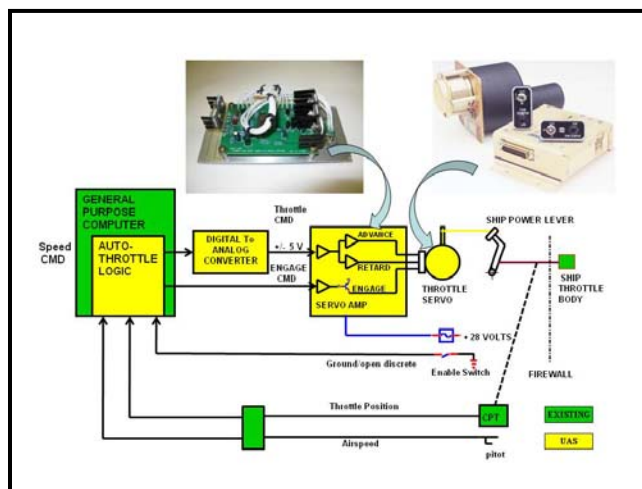 GENERAL
PURPOSE
COMPUTER
Speed
CMD
AUTO-
THROTTLE
LOGIC
DIGITAL To
ANALOG
CONVERTER
Throttle
CMD
+/- 5 V
ENGAGE
CMD
ADVANCE
RETARD
ENGAGE
SERVO AMP
THROTTLE
SERVO
SHIP POWER LEVER
SHIP
THROTTLE
BODY
+ 28 VOLTS
Ground/open discrete
Enable Switch
FIREWALL
Throttle Position
CPT
Airspeed
pitot
EXISTING
UAS